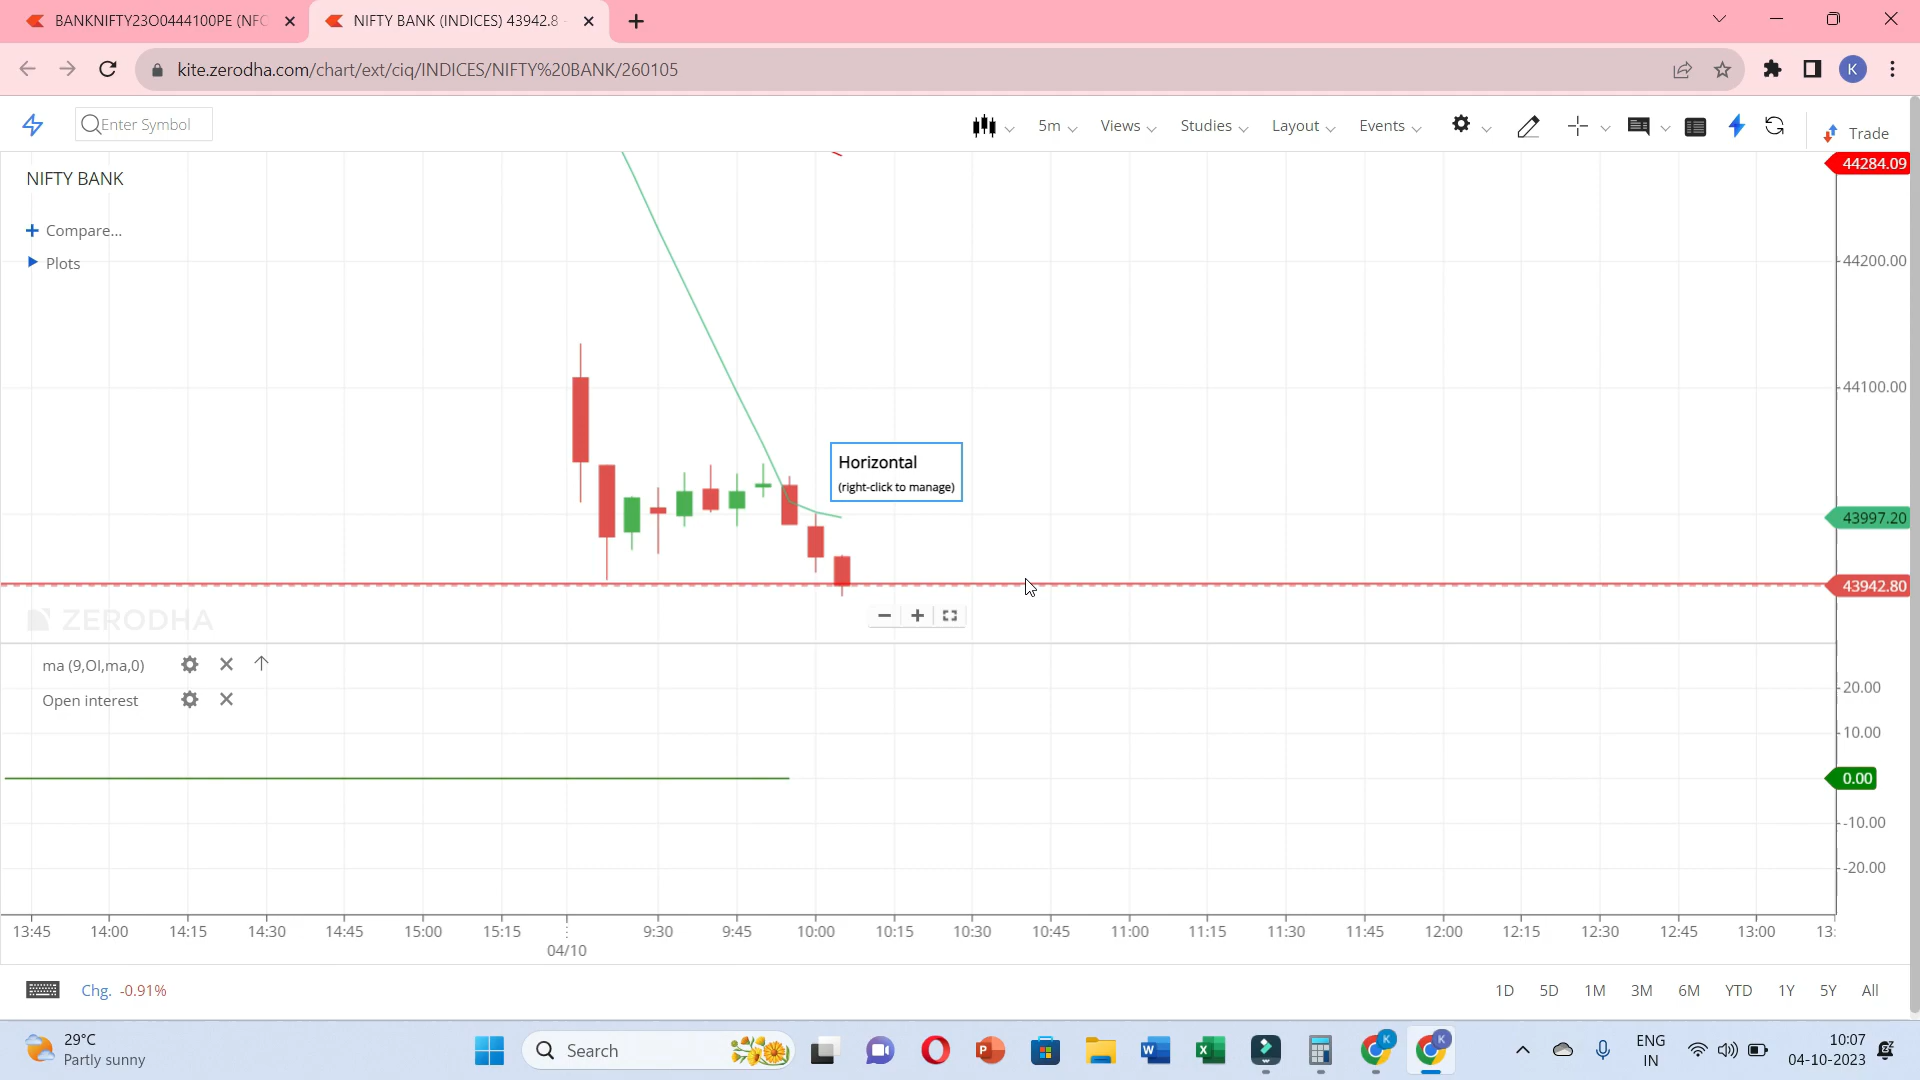 BANKNIFTY23O0444100PE (NFO
NIFTY BANK (INDICES) 43942.8
kite.zerodha.com/chart/ext/ciq/INDICES/NIFTY%20BANK/260105
K
Enter Symbol
5m
Views
Studies
Layout
Events
Trade
NIFTY BANK
44284.09
Compare...
44200.00
Plots
44100.00
Horizontal
(right-click to manage)
43997.20
43942.80
ZERODHA
ma (9,OI,ma,0)
Open interest
20.00
10.00
0.00
-10.00
-20.00
13:45 14:00 14:15 14:30 14:45 15:00 15:15 9:30 9:45 10:00 10:15 10:30 10:45 11:00 11:15 11:30 11:45 12:00 12:15 12:30 12:45 13:00 13:
04/10
Chg. -0.91%
1D 5D 1M 3M 6M YTD 1Y 5Y All
29°C
Partly sunny
Search
ENG
IN
10:07
04-10-2023